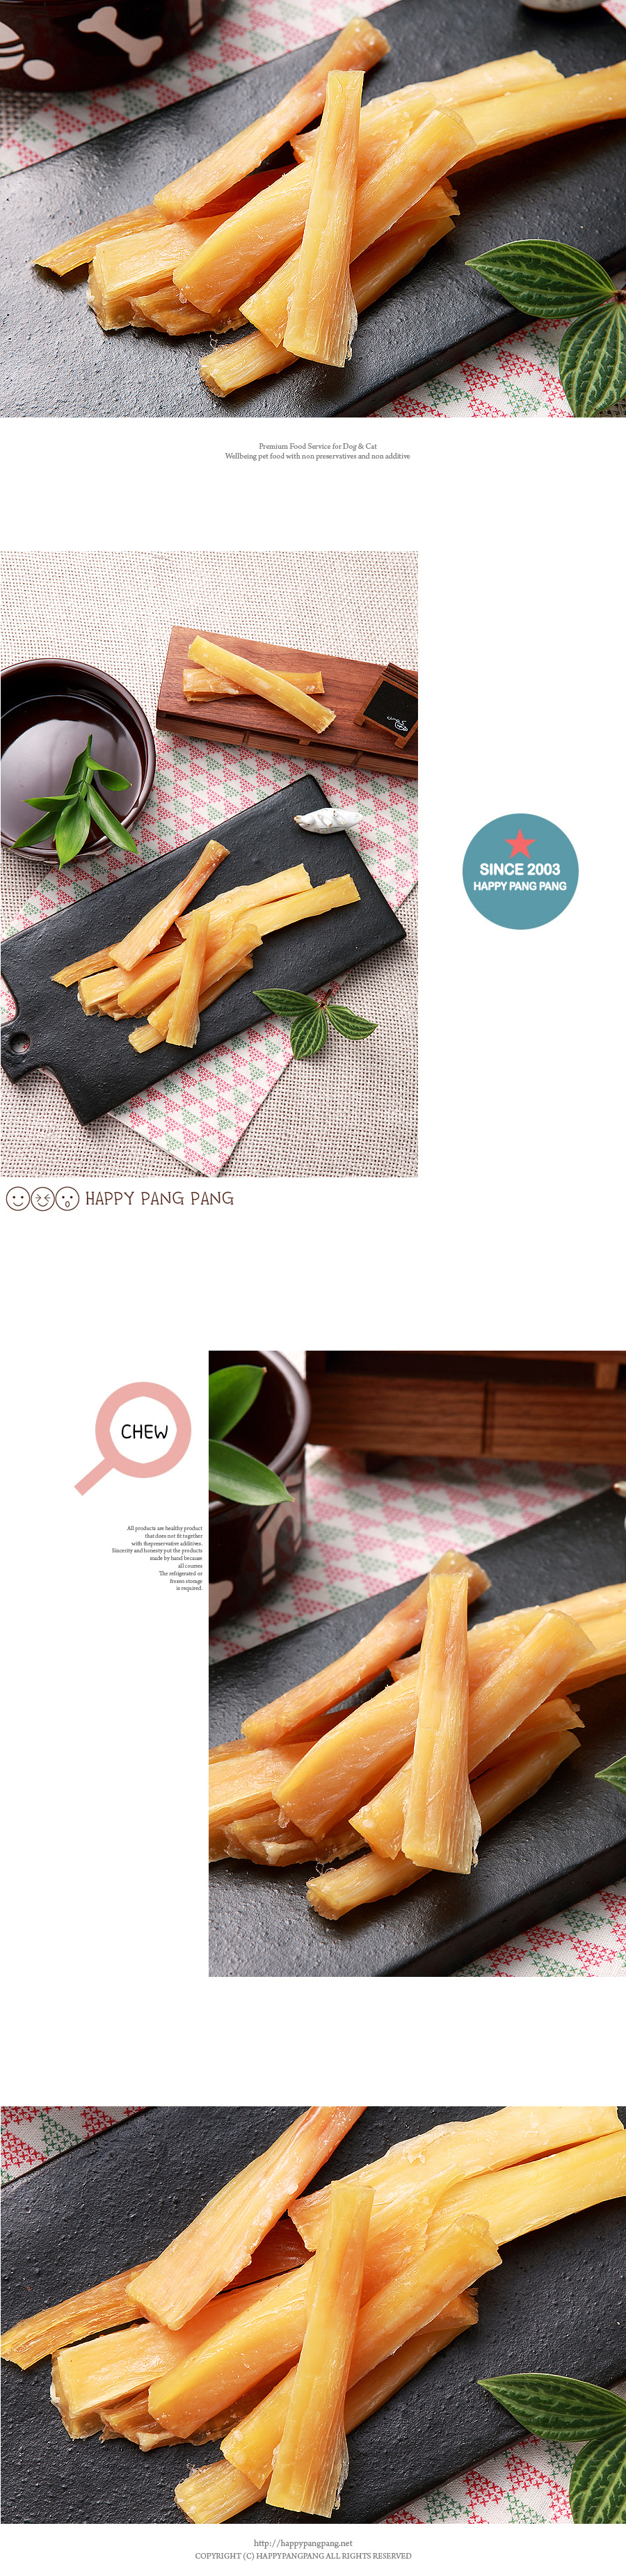 Premium Food Service for Dog & Cat
Wellbeing pet food with non preservatives and non additive
SINCE 2003
HAPPY PANG PANG
HAPPY PANG PANG
CHEW
All products are healthy product
that does not fit together
with thepreservative additives.
Sincerity and honesty put the products
made by hand because
all courses
The refrigerated or
frozen storage
is required.
http://happypangpang.net
COPYRIGHT (C) HAPPYPANGPANG ALL RIGHTS RESERVED